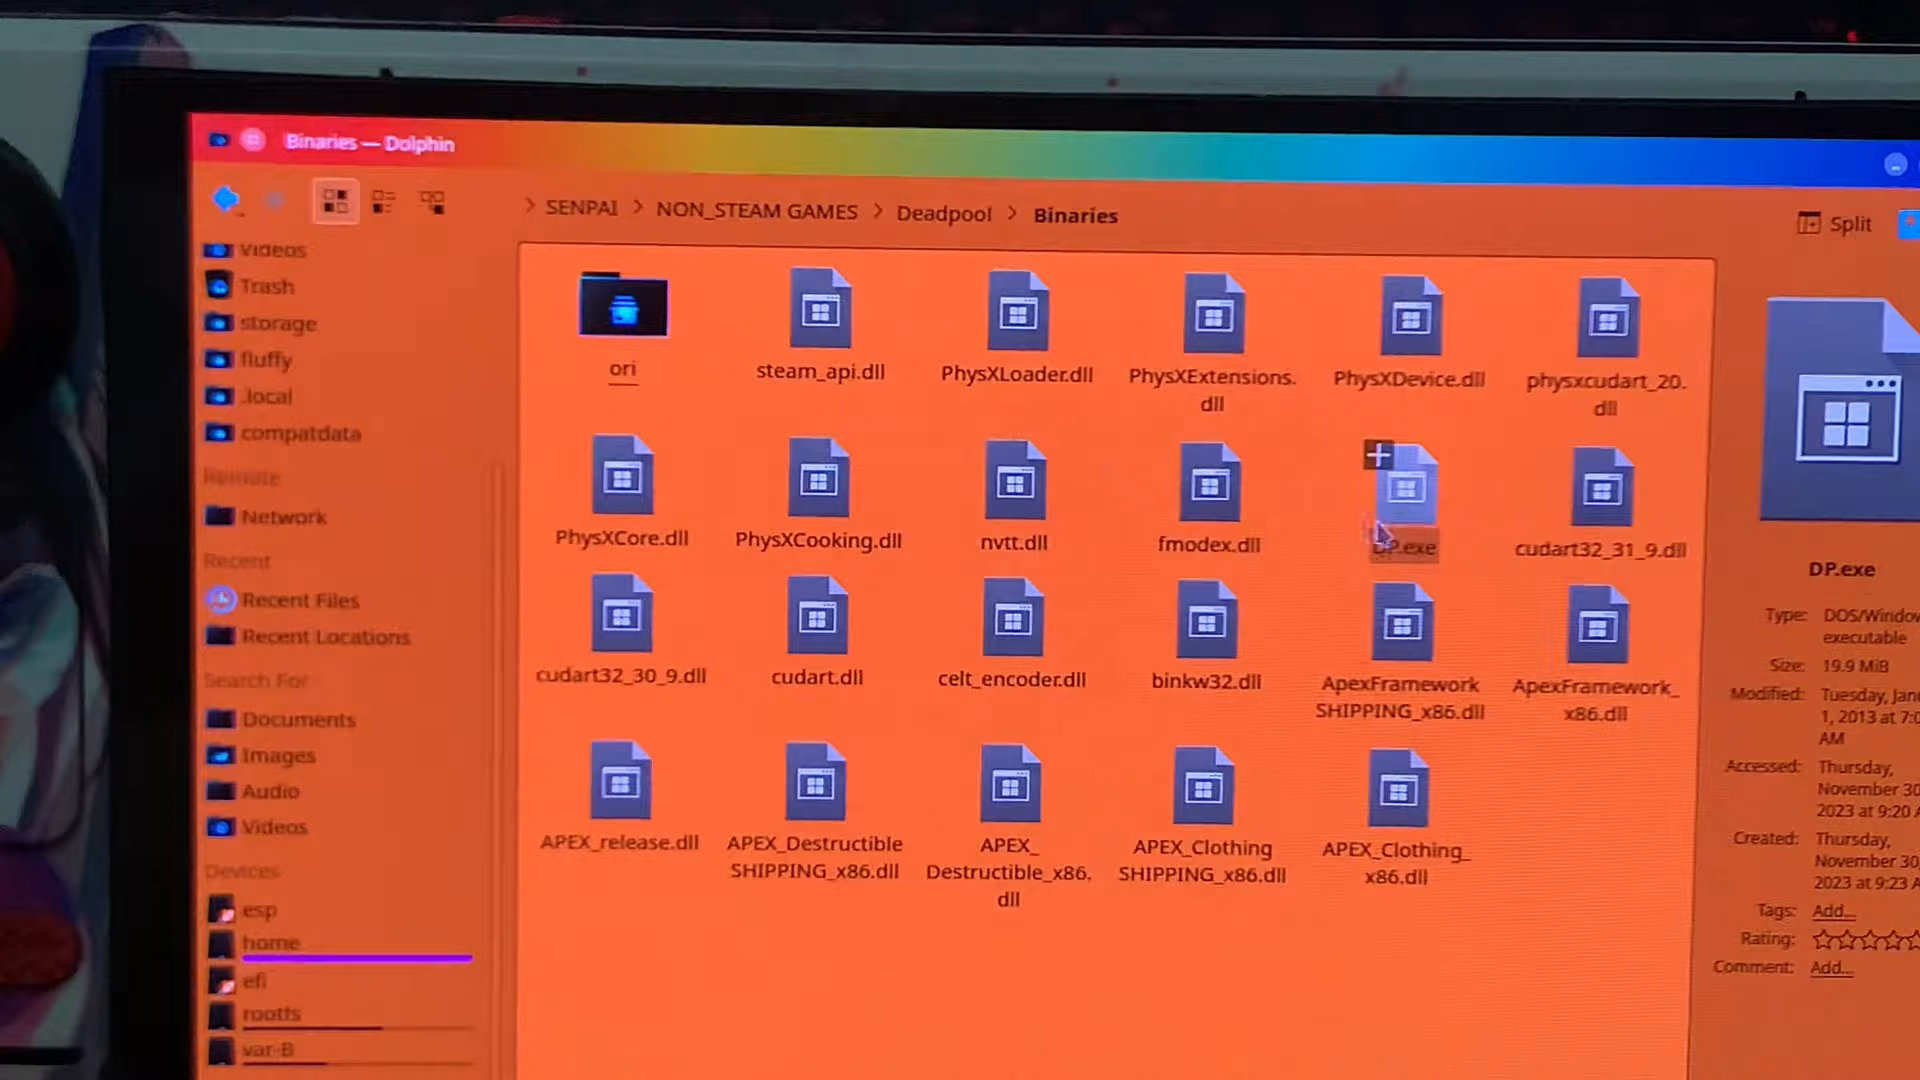 Binaries — Dolphin
SENPAI > NON_STEAM GAMES > Deadpool > Binaries
Split
Videos
Trash
storage
fluffy
.local
compatdata
Remote
Network
Recent
Recent Files
Recent Locations
Search For
Documents
Images
Audio
Videos
Devices
esp
home
efi
rootfs
var-B
ori
steam_api.dll
PhysXLoader.dll
PhysXExtensions.
dll
PhysXDevice.dll
physxcudart_20.
dll
PhysXCore.dll
PhysXCooking.dll
nvtt.dll
fmodex.dll
DP.exe
cudart32_31_9.dll
cudart32_30_9.dll
cudart.dll
celt_encoder.dll
binkw32.dll
ApexFramework
SHIPPING_x86.dll
ApexFramework_
x86.dll
APEX_release.dll
APEX_Destructible
SHIPPING_x86.dll
APEX_
Destructible_x86.
dll
APEX_Clothing
SHIPPING_x86.dll
APEX_Clothing_
x86.dll
DP.exe
Type: DOS/Window
executable
Size: 19.9 MiB
Modified: Tuesday, Janu
1, 2013 at 7:0
AM
Accessed: Thursday,
November 30
2023 at 9:20 A
Created: Thursday,
November 30
2023 at 9:23 A
Tags: Add...
Rating:
Comment: Add...